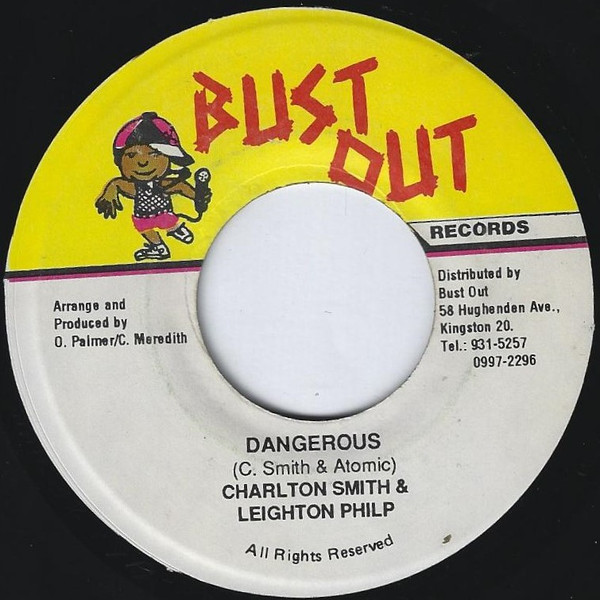 BUST
OUT
RECORDS
Arrange and
Produced by
O. Palmer/C. Meredith
Distributed by
Bust Out
58 Hughenden Ave.,
Kingston 20.
Tel.: 931-5257
0997-2296
DANGEROUS
(C. Smith & Atomic)
CHARLTON SMITH &
LEIGHTON PHILP
All Rights Reserved